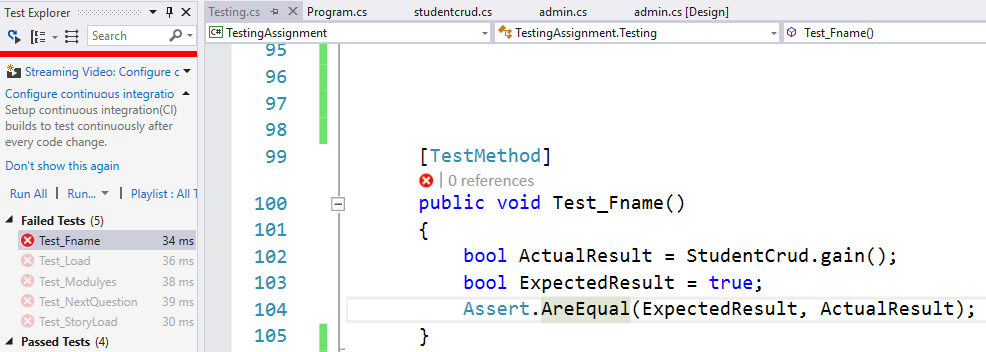 Test Explorer
Search
Streaming Video: Configure c
Configure continuous integratio
Setup continuous integration(CI)
builds to test continuously after
every code change.
Don't show this again
Run All | Run... | Playlist : All T
Failed Tests (5)
Test_Fname 34 ms
Test_Load 36 ms
Test_Modulyes 38 ms
Test_NextQuestion 39 ms
Test_StoryLoad 30 ms
Passed Tests (4)
Testing.cs Program.cs studentcrud.cs admin.cs admin.cs [Design]
C# TestingAssignment TestingAssignment.Testing Test_Fname()
95
96
97
98
99 [TestMethod]
| 0 references
100 public void Test_Fname()
101 {
102 bool ActualResult = StudentCrud.gain();
103 bool ExpectedResult = true;
104 Assert.AreEqual(ExpectedResult, ActualResult);
105 }